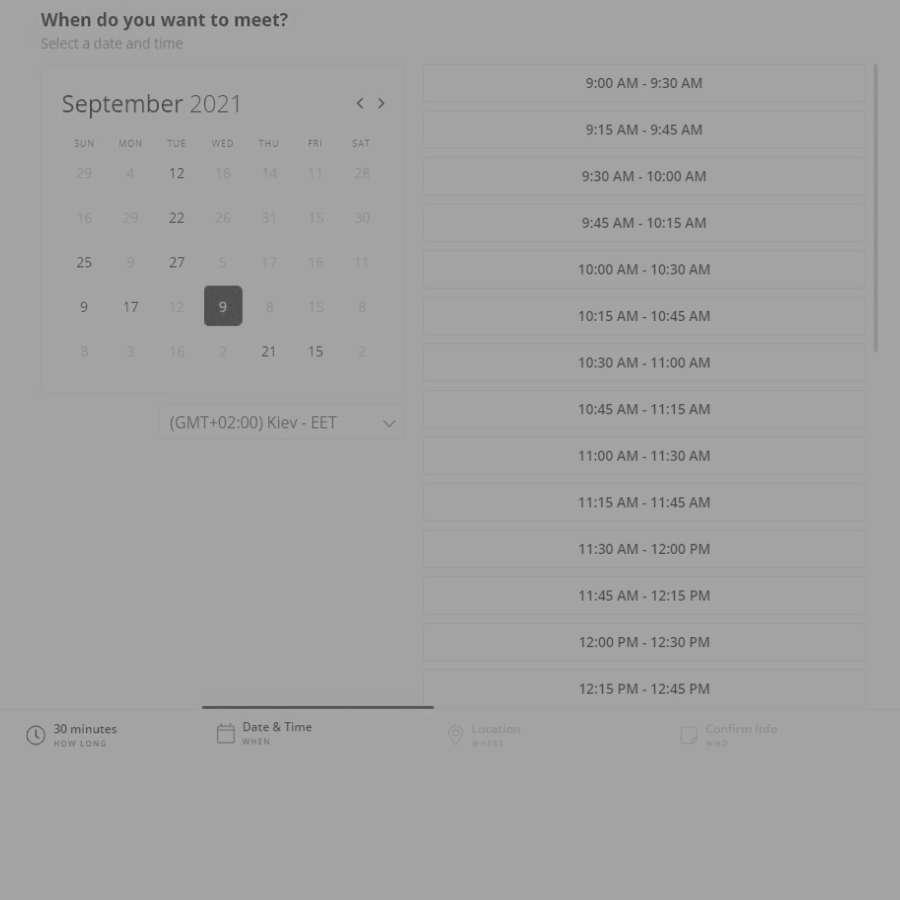 When do you want to meet?
Select a date and time
September 2021
SUN MON TUE WED THU FRI SAT
29 4 12 18 14 11 28
16 29 22 26 31 15 30
25 9 27 5 17 16 11
9 17 12 9 8 15 8
8 3 16 2 21 15 2
(GMT+02:00) Kiev - EET
9:00 AM - 9:30 AM
9:15 AM - 9:45 AM
9:30 AM - 10:00 AM
9:45 AM - 10:15 AM
10:00 AM - 10:30 AM
10:15 AM - 10:45 AM
10:30 AM - 11:00 AM
10:45 AM - 11:15 AM
11:00 AM - 11:30 AM
11:15 AM - 11:45 AM
11:30 AM - 12:00 PM
11:45 AM - 12:15 PM
12:00 PM - 12:30 PM
12:15 PM - 12:45 PM
30 minutes
HOW LONG
Date & Time
WHEN
Location
WHERE
Confirm Info
WHO